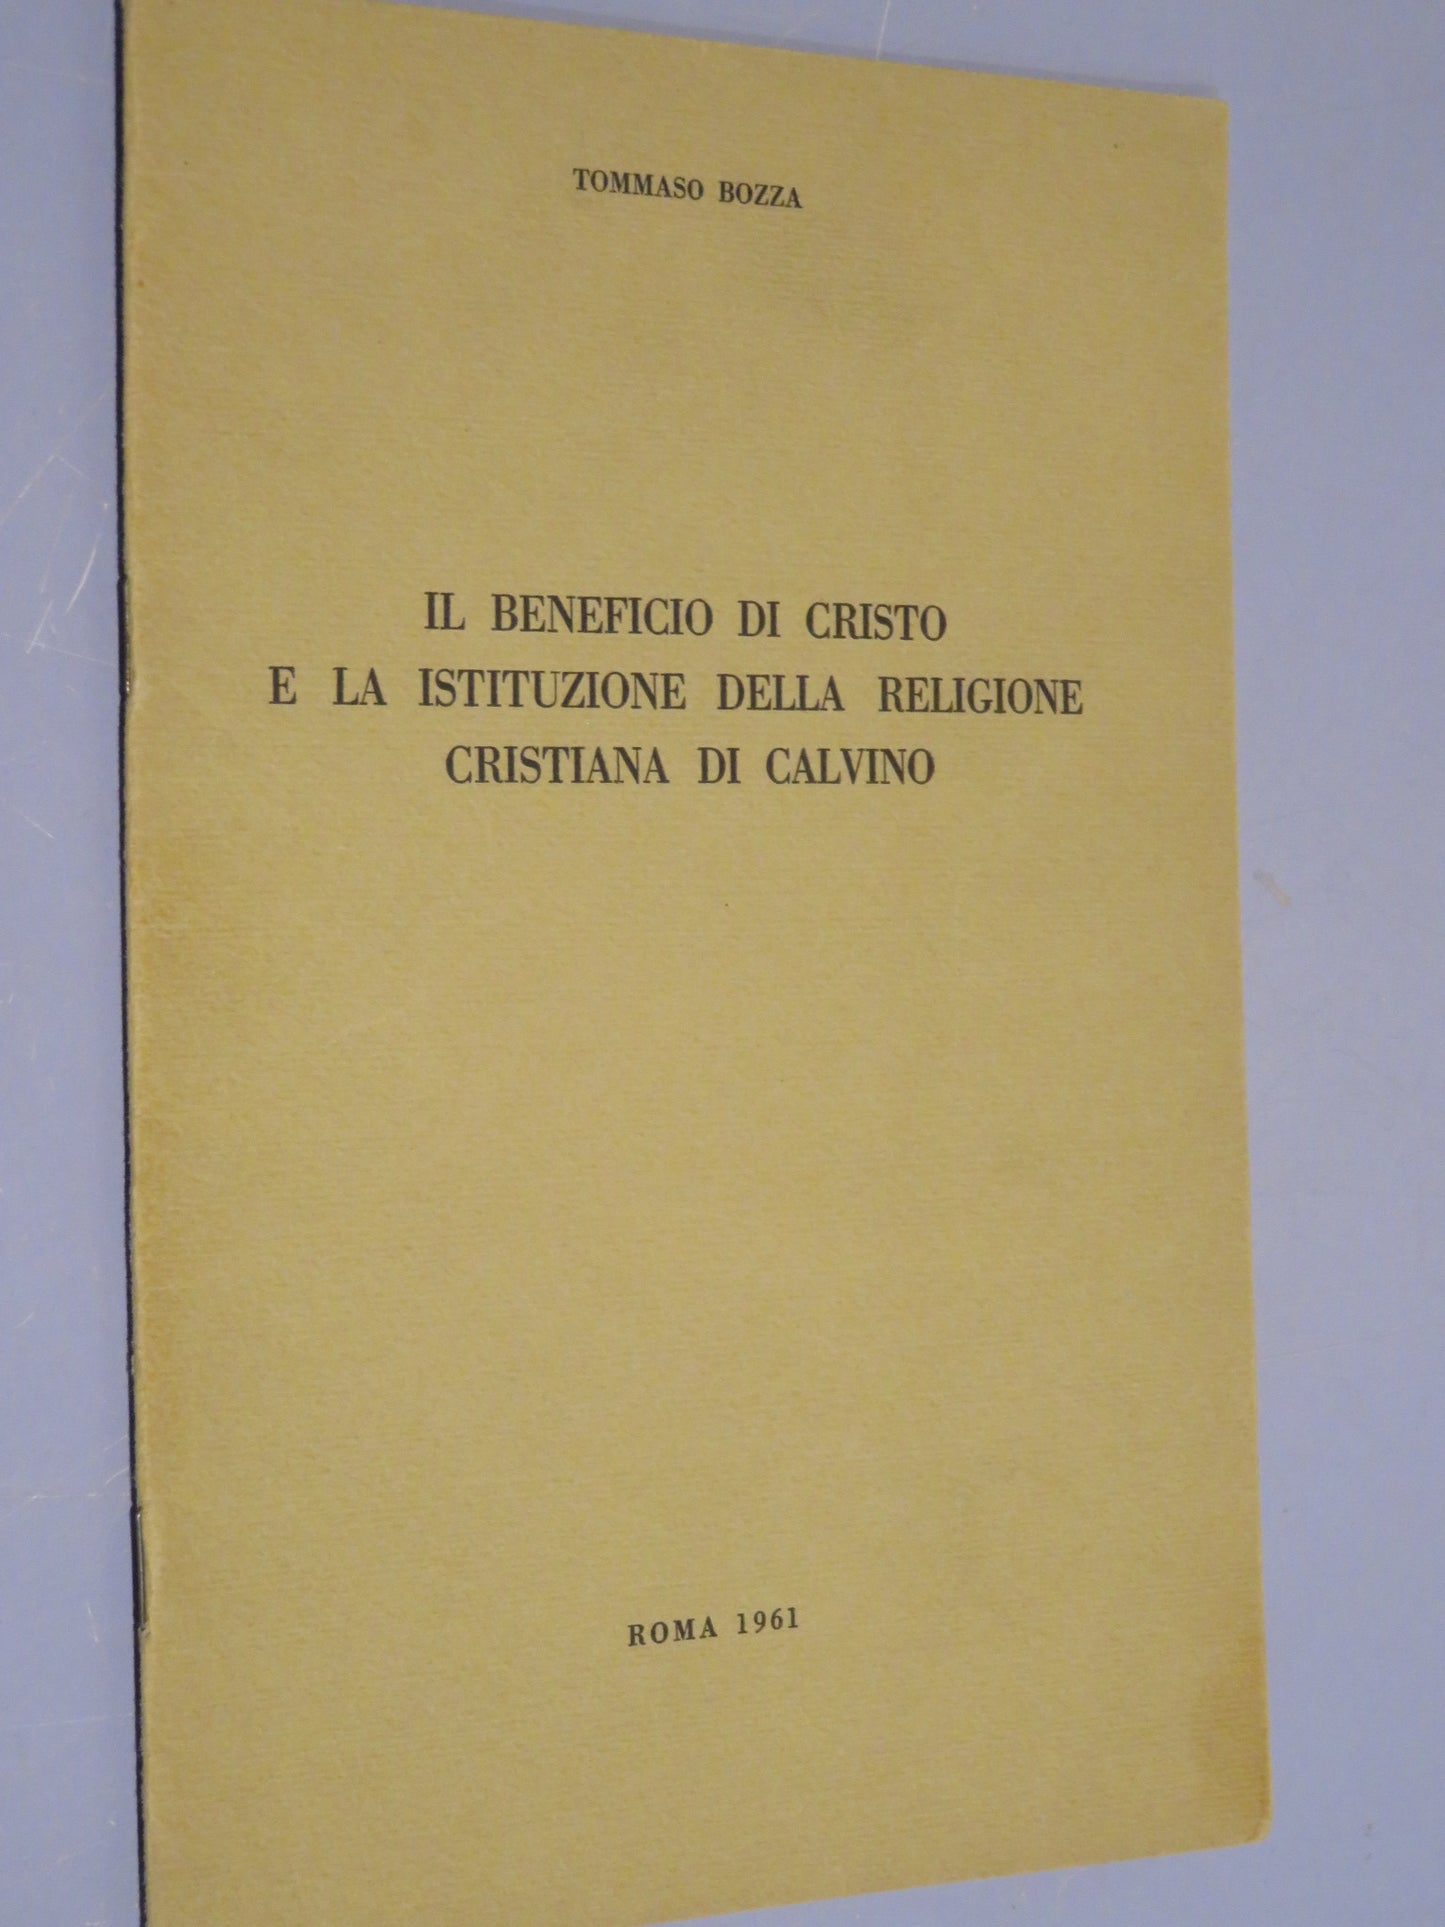 TOMMASO BOZZA
IL BENEFICIO DI CRISTO
E LA ISTITUZIONE DELLA RELIGIONE
CRISTIANA DI CALVINO
ROMA 1961